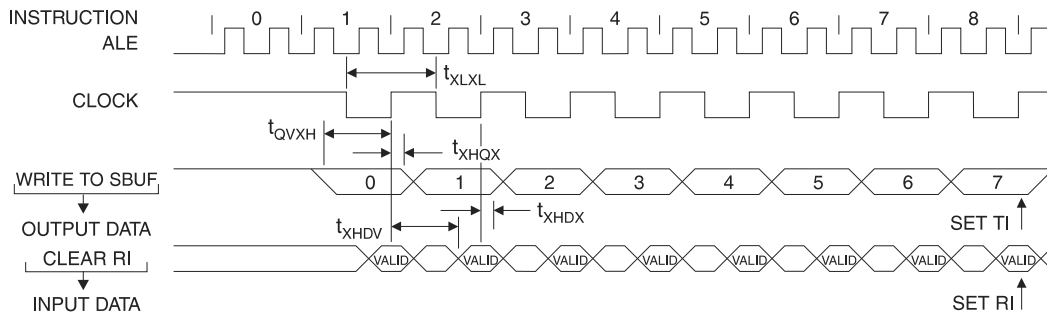 INSTRUCTION 0 1 2 3 4 5 6 7 8
ALE
tXLXL
CLOCK
tQVXH
tXHQX
WRITE TO SBUF 0 1 2 3 4 5 6 7
tXHDV
tXHDX
SET TI
OUTPUT DATA
CLEAR RI VALID VALID VALID VALID VALID VALID VALID VALID
INPUT DATA
SET RI